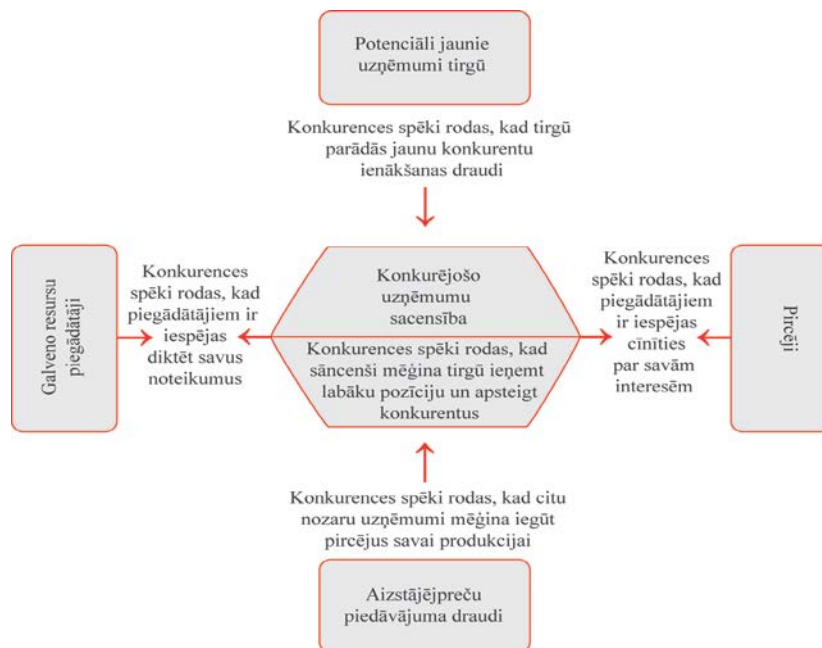 Potenciāli jaunie
uzņēmumi tirgū
Konkurences spēki rodas, kad tirgū
parādās jaunu konkurentu
ienākšanas draudi
Galveno resursu
piegādātāji
Konkurences
spēki rodas, kad
piegādātājiem ir
iespējas
diktēt savus
noteikumus
Konkurējošo
uzņēmumu
sacensība
Konkurences spēki rodas, kad
sāncenši mēģina tirgū ieņemt
labāku pozīciju un apsteigt
konkurentus
Konkurences
spēki rodas, kad
piegādātājiem
ir iespējas
cīnīties
par savām
interesēm
Pircēji
Konkurences spēki rodas, kad citu
nozaru uzņēmumi mēģina iegūt
pircējus savai produkcijai
Aizstājējpreču
piedāvājuma draudi